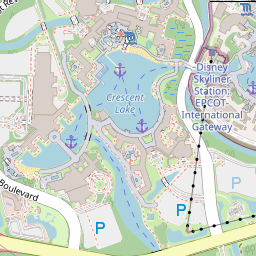 Crescent
Lake
Disney
Skyliner
Station:
EPCOT
International
Gateway
Boulevard
P
P
P